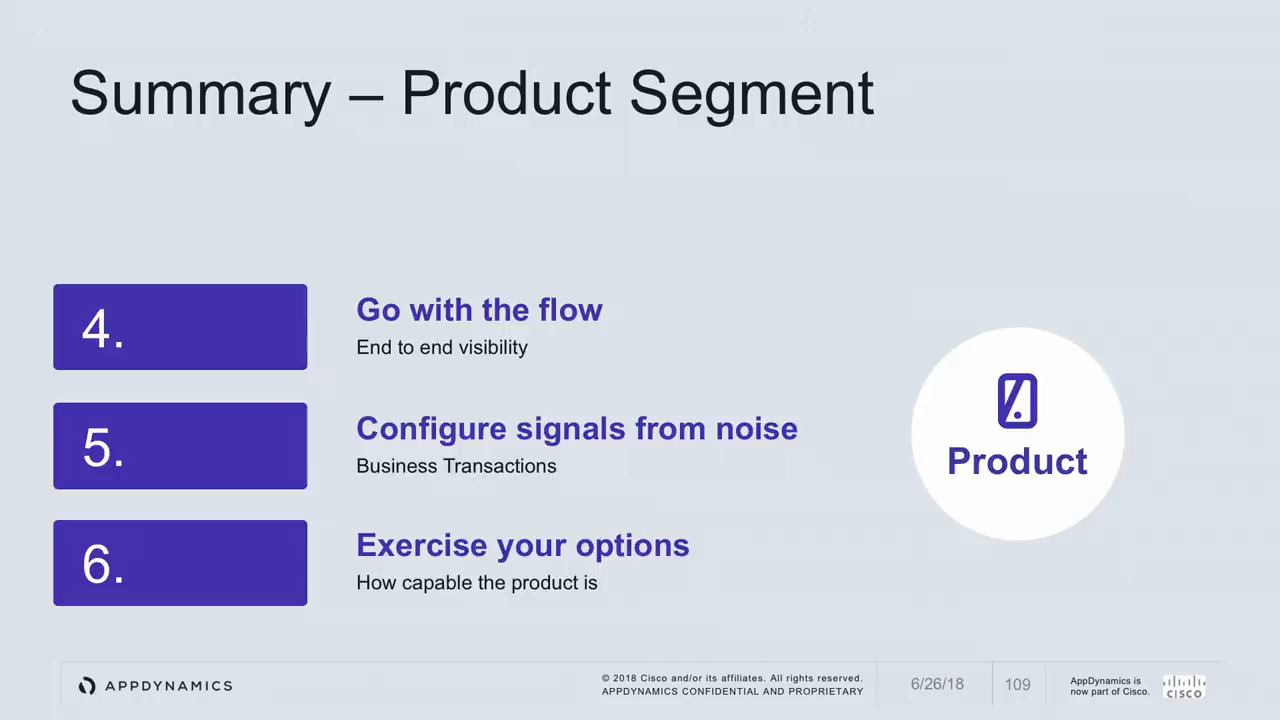 Summary – Product Segment
4.
Go with the flow
End to end visibility
5.
Configure signals from noise
Business Transactions
6.
Exercise your options
How capable the product is
Product
APPDYNAMICS
© 2018 Cisco and/or its affiliates. All rights reserved.
APPDYNAMICS CONFIDENTIAL AND PROPRIETARY
6/26/18
109
AppDynamics is
now part of Cisco.
CISCO